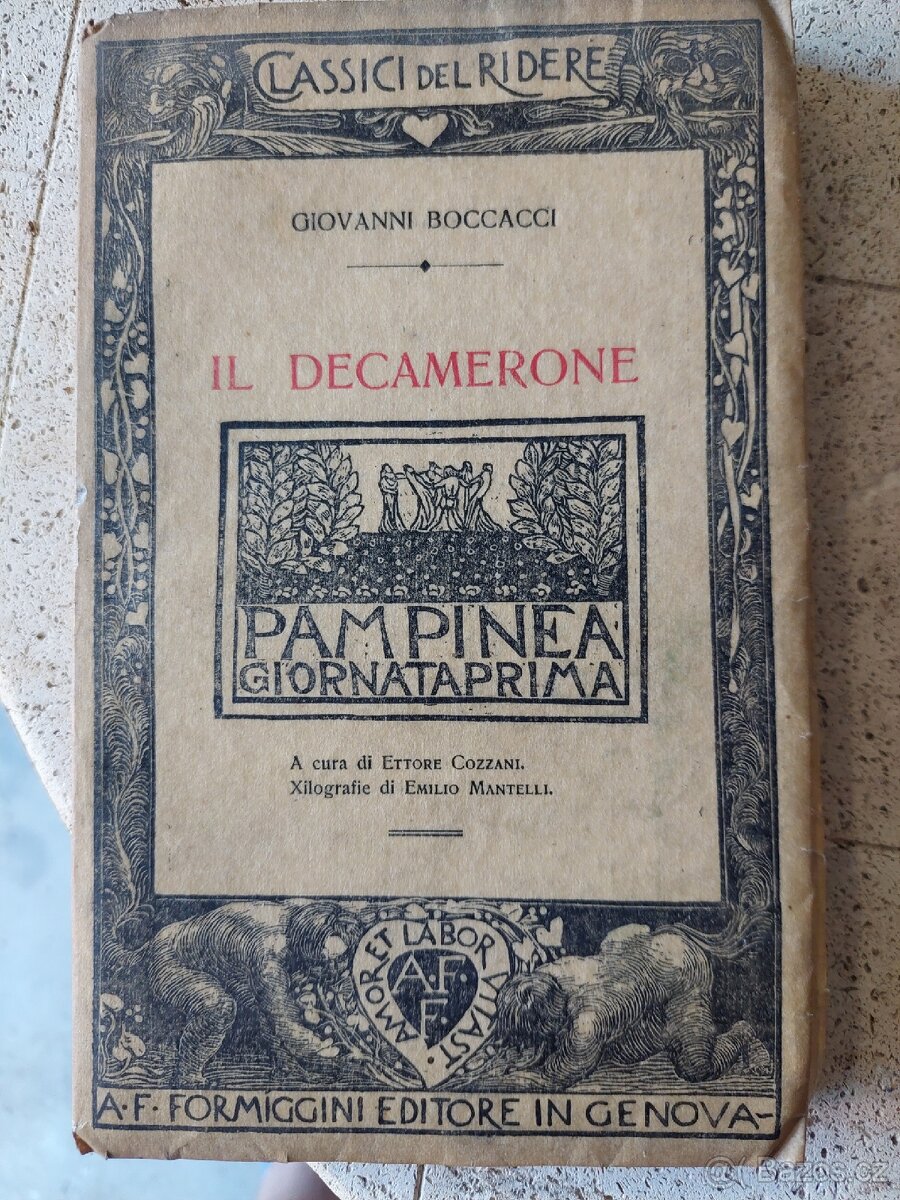 CLASSICI DEL RIDERE
GIOVANNI BOCCACCI
IL DECAMERONE
PAMPINEA
GIORNATA PRIMA
A cura di ETTORE COZZANI.
Xilografie di EMILIO MANTELLI.
AMOR ET LABOR VITAST
A·F·
F·
A·F· FORMIGGINI EDITORE IN GENOVA-
Bazos.cz